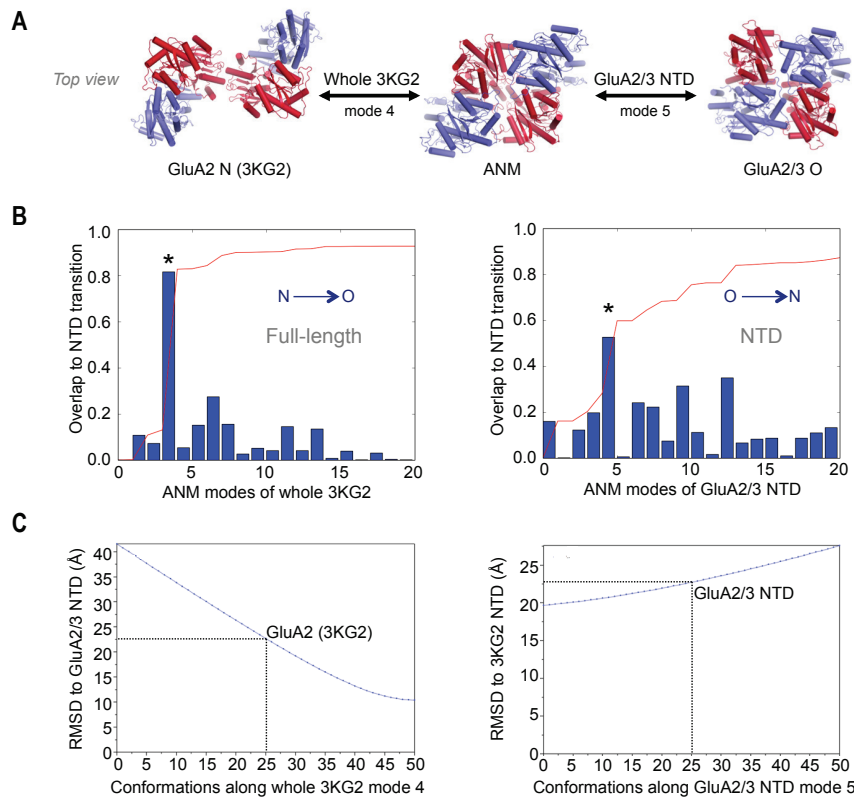 A
Top view
Whole 3KG2
mode 4
GluA2/3 NTD
mode 5
GluA2 N (3KG2)
ANM
GluA2/3 O
B
Overlap to NTD transition
1.0
0.8
0.6
0.4
0.2
0.0
*
N O
Full-length
0 5 10 15 20
ANM modes of whole 3KG2
Overlap to NTD transition
1.0
0.8
0.6
0.4
0.2
0.0
*
O N
NTD
0 5 10 15 20
ANM modes of GluA2/3 NTD
C
RMSD to GluA2/3 NTD (Å)
40
35
30
25
20
15
10
5
0
GluA2 (3KG2)
0 5 10 15 20 25 30 35 40 45 50
Conformations along whole 3KG2 mode 4
RMSD to 3KG2 NTD (Å)
25
20
15
10
5
0
GluA2/3 NTD
0 5 10 15 20 25 30 35 40 45 50
Conformations along GluA2/3 NTD mode 5